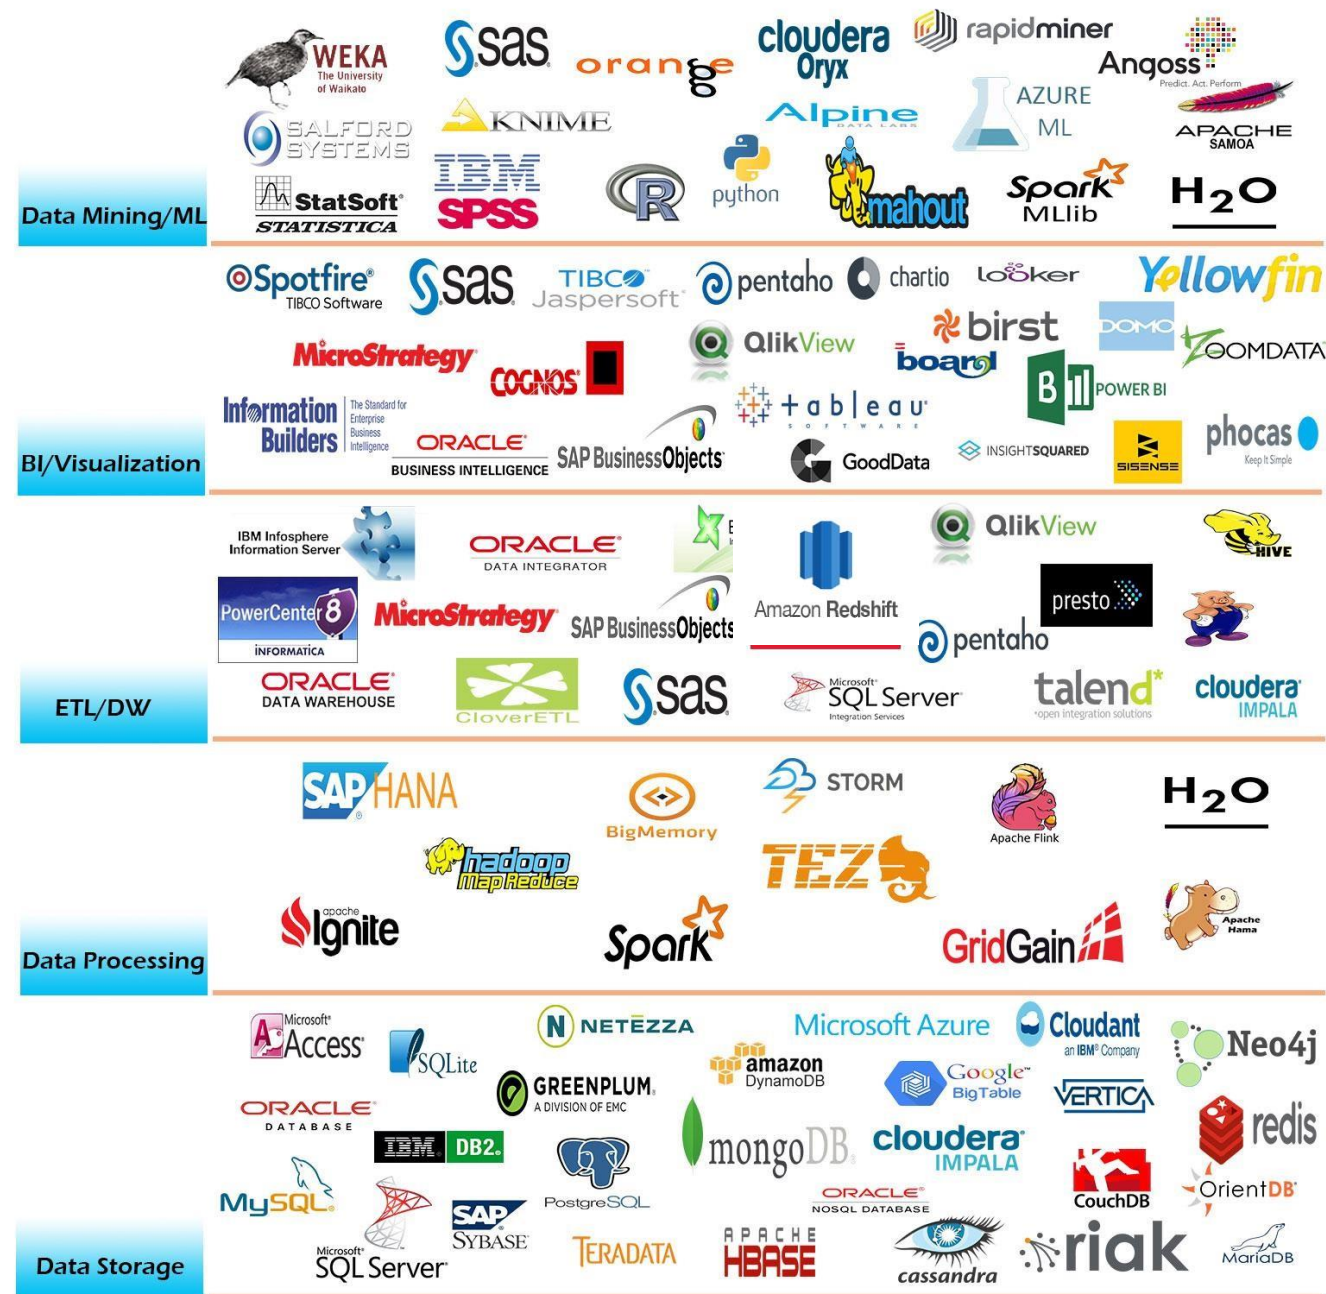 WEKA
The University
of Waikato
sas
orange
cloudera
Oryx
rapidminer
Angoss
Predict. Act. Perform
SALFORD
SYSTEMS
KNIME
Alpine
DATA LABS
AZURE
ML
APACHE
SAMOA
StatSoft
STATISTICA
IBM
SPSS
R
python
mahout
Spark
MLlib
H2O
Data Mining/ML
Spotfire
TIBCO Software
sas
TIBCO
Jaspersoft
pentaho
chartio
looker
Yellowfin
MicroStrategy
COGNOS
QlikView
birst
board
DOMO
ZOOMDATA
Information
Builders
The Standard for
Enterprise
Business
Intelligence
ORACLE
BUSINESS INTELLIGENCE
SAP BusinessObjects
tableau
SOFTWARE
GoodData
B
POWER BI
INSIGHTSQUARED
SISENSE
phocas
Keep It Simple
BI/Visualization
IBM Infosphere
Information Server
ORACLE
DATA INTEGRATOR
Amazon Redshift
QlikView
HIVE
PowerCenter 8
INFORMATICA
MicroStrategy
SAP BusinessObjects
presto
pentaho
ORACLE
DATA WAREHOUSE
CloverETL
sas
Microsoft
SQL Server
Integration Services
talend*
*open integration solutions
cloudera
IMPALA
ETL/DW
SAP HANA
BigMemory
STORM
Apache Flink
H2O
hadoop
Map Reduce
TEZ
apache
Ignite
Spark
GridGain
Apache
Hama
Data Processing
Microsoft
Access
SQLite
NETEZZA
Microsoft Azure
Cloudant
an IBM® Company
Neo4j
GREENPLUM
A DIVISION OF EMC
amazon
DynamoDB
Google
BigTable
VERTICA
redis
ORACLE
DATABASE
IBM DB2.
PostgreSQL
mongoDB
cloudera
IMPALA
CouchDB
OrientDB
MySQL
Microsoft
SQL Server
SAP
SYBASE
TERADATA
APACHE
HBASE
ORACLE
NOSQL DATABASE
cassandra
riak
MariaDB
Data Storage